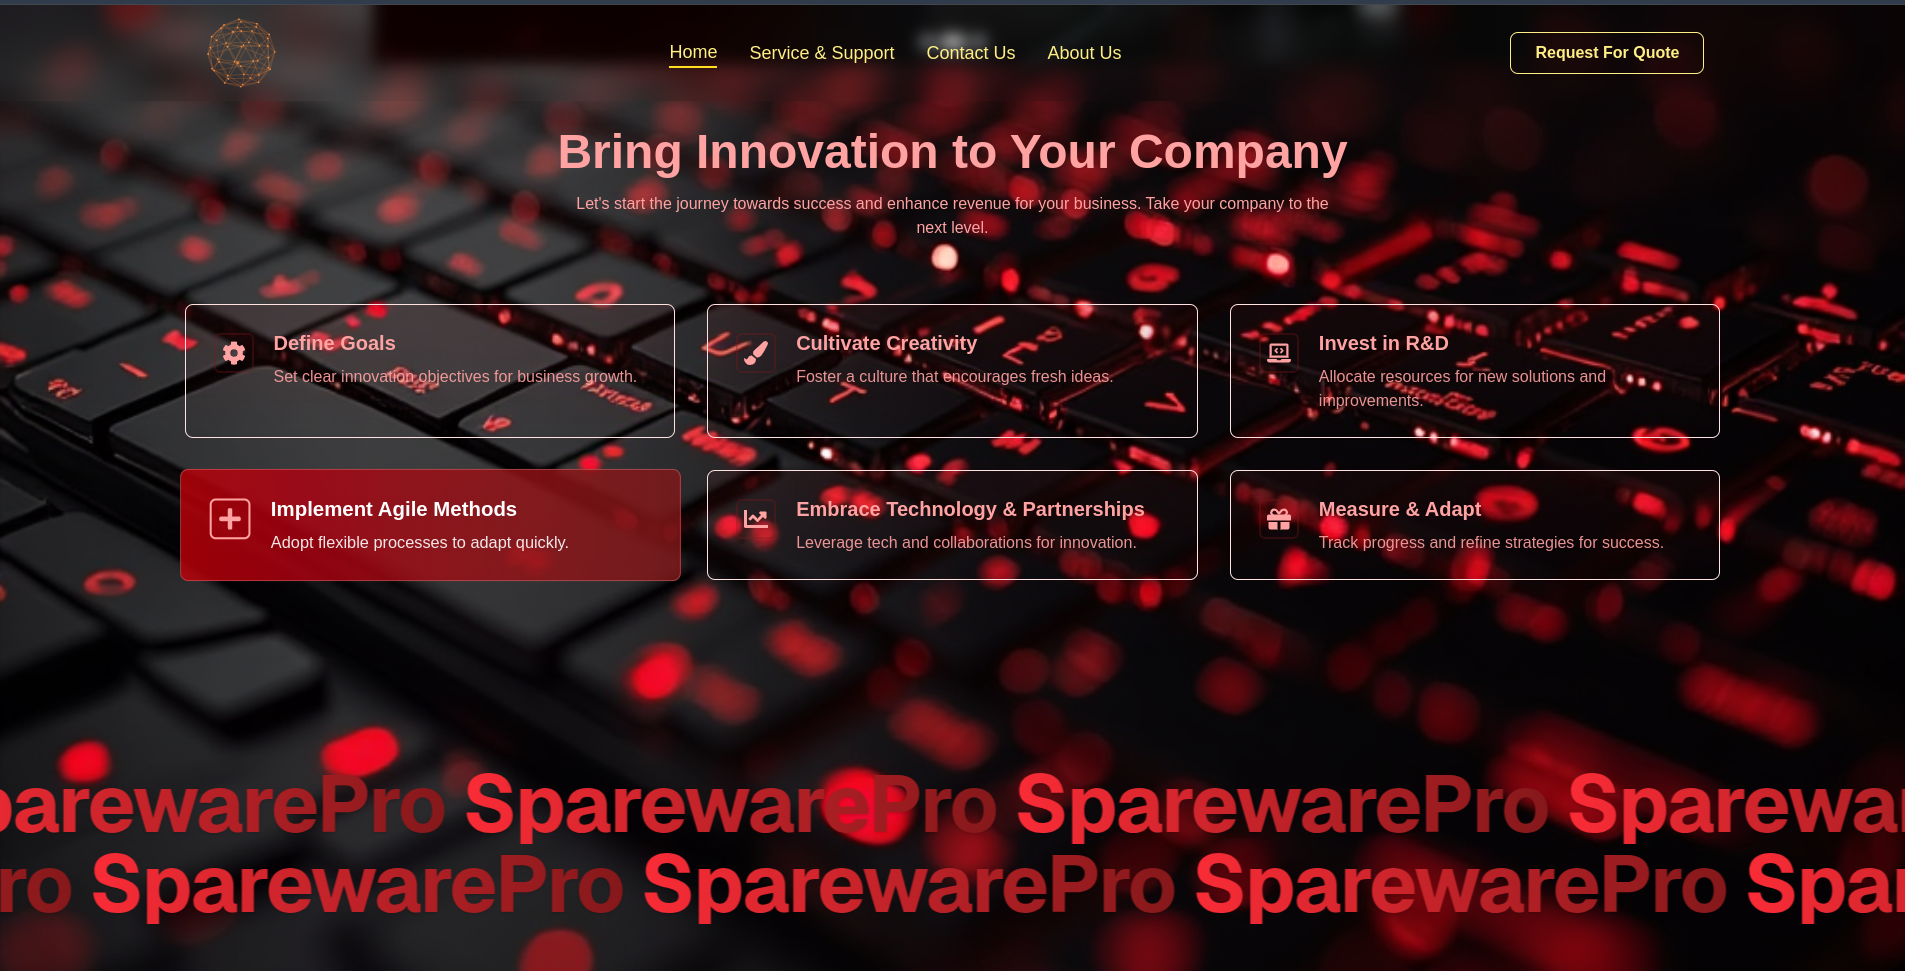 Home Service & Support Contact Us About Us Request For Quote
Bring Innovation to Your Company
Let's start the journey towards success and enhance revenue for your business. Take your company to the
next level.
Define Goals
Set clear innovation objectives for business growth.
Cultivate Creativity
Foster a culture that encourages fresh ideas.
Invest in R&D
Allocate resources for new solutions and
improvements.
Implement Agile Methods
Adopt flexible processes to adapt quickly.
Embrace Technology & Partnerships
Leverage tech and collaborations for innovation.
Measure & Adapt
Track progress and refine strategies for success.
parewarePro SparewarePro SparewarePro Sparewar
ro SparewarePro SparewarePro SparewarePro Spar